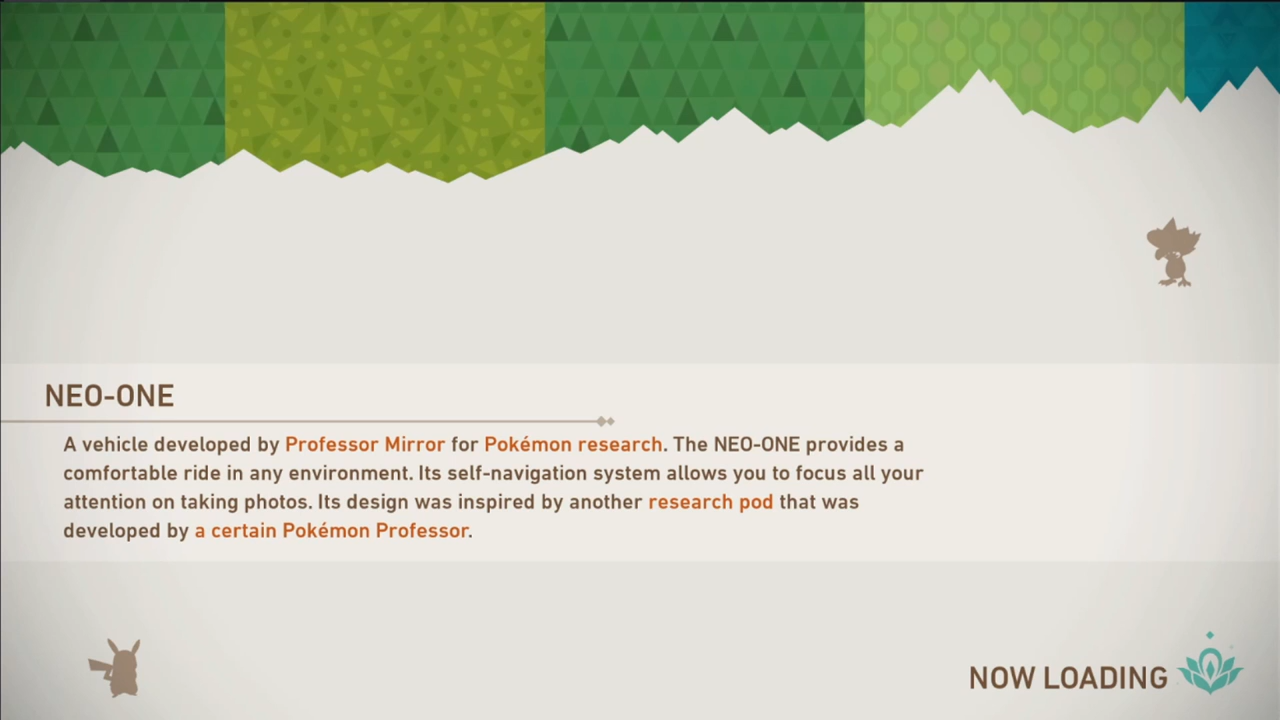 NEO-ONE
A vehicle developed by Professor Mirror for Pokémon research. The NEO-ONE provides a
comfortable ride in any environment. Its self-navigation system allows you to focus all your
attention on taking photos. Its design was inspired by another research pod that was
developed by a certain Pokémon Professor.
NOW LOADING